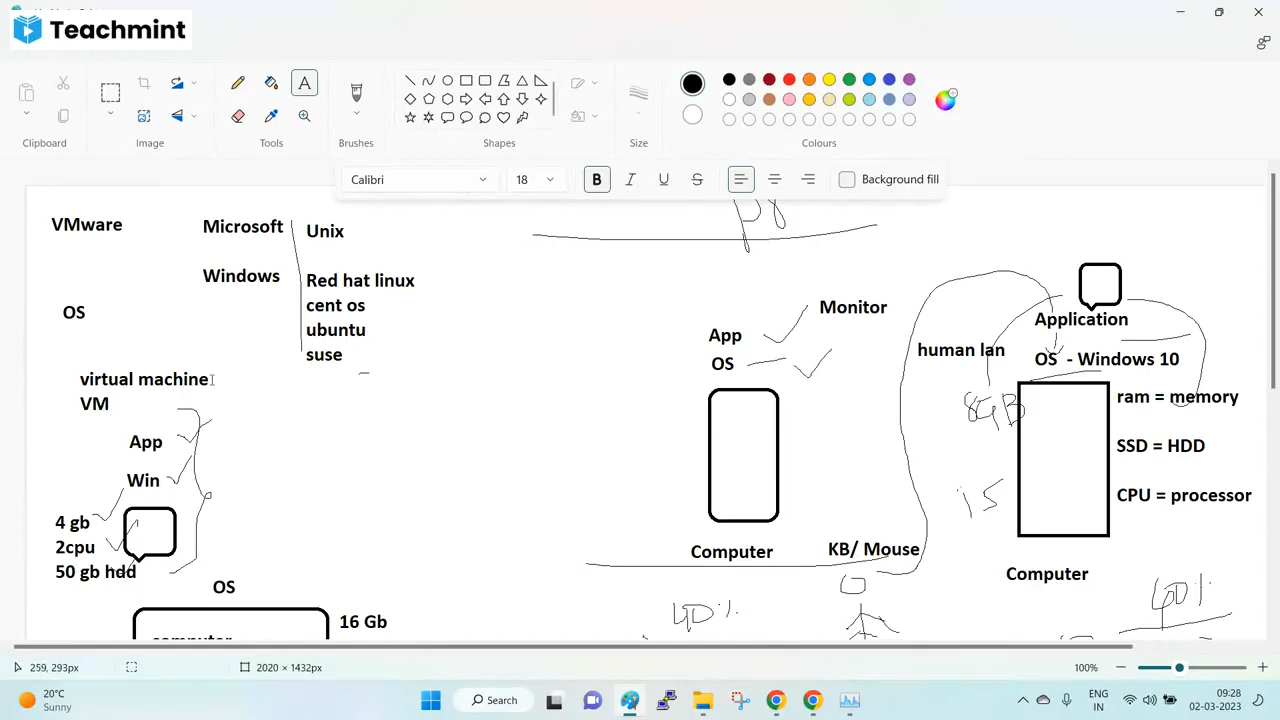 Teachmint
Clipboard
Image
Tools
Brushes
Shapes
Size
Colours
Calibri
18
B
I
U
S
Background fill
A
VMware
Microsoft
Unix
Windows
Red hat linux
cent os
ubuntu
suse
OS
virtual machine
VM
App
Win
4 gb
2cpu
50 gb hdd
OS
16 Gb
App
OS
Monitor
Computer
KB/ Mouse
40%
human lan
Application
OS - Windows 10
8GB
ram = memory
SSD = HDD
i5
CPU = processor
Computer
259, 293px
2020 × 1432px
100%
20°C
Sunny
Search
ENG
IN
09:28
02-03-2023